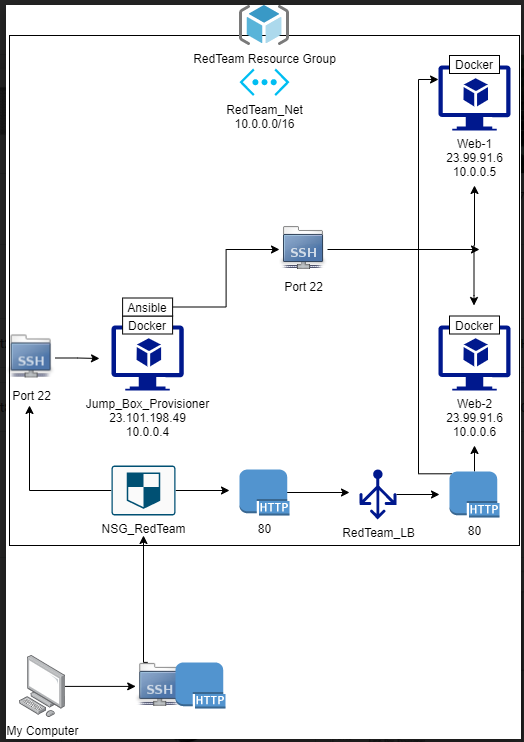 RedTeam Resource Group
RedTeam_Net
10.0.0.0/16
Docker
Web-1
23.99.91.6
10.0.0.5
SSH
Port 22
Ansible
Docker
Jump_Box_Provisioner
23.101.198.49
10.0.0.4
SSH
Port 22
Docker
Web-2
23.99.91.6
10.0.0.6
NSG_RedTeam
HTTP
80
RedTeam_LB
HTTP
80
My Computer
SSH
HTTP